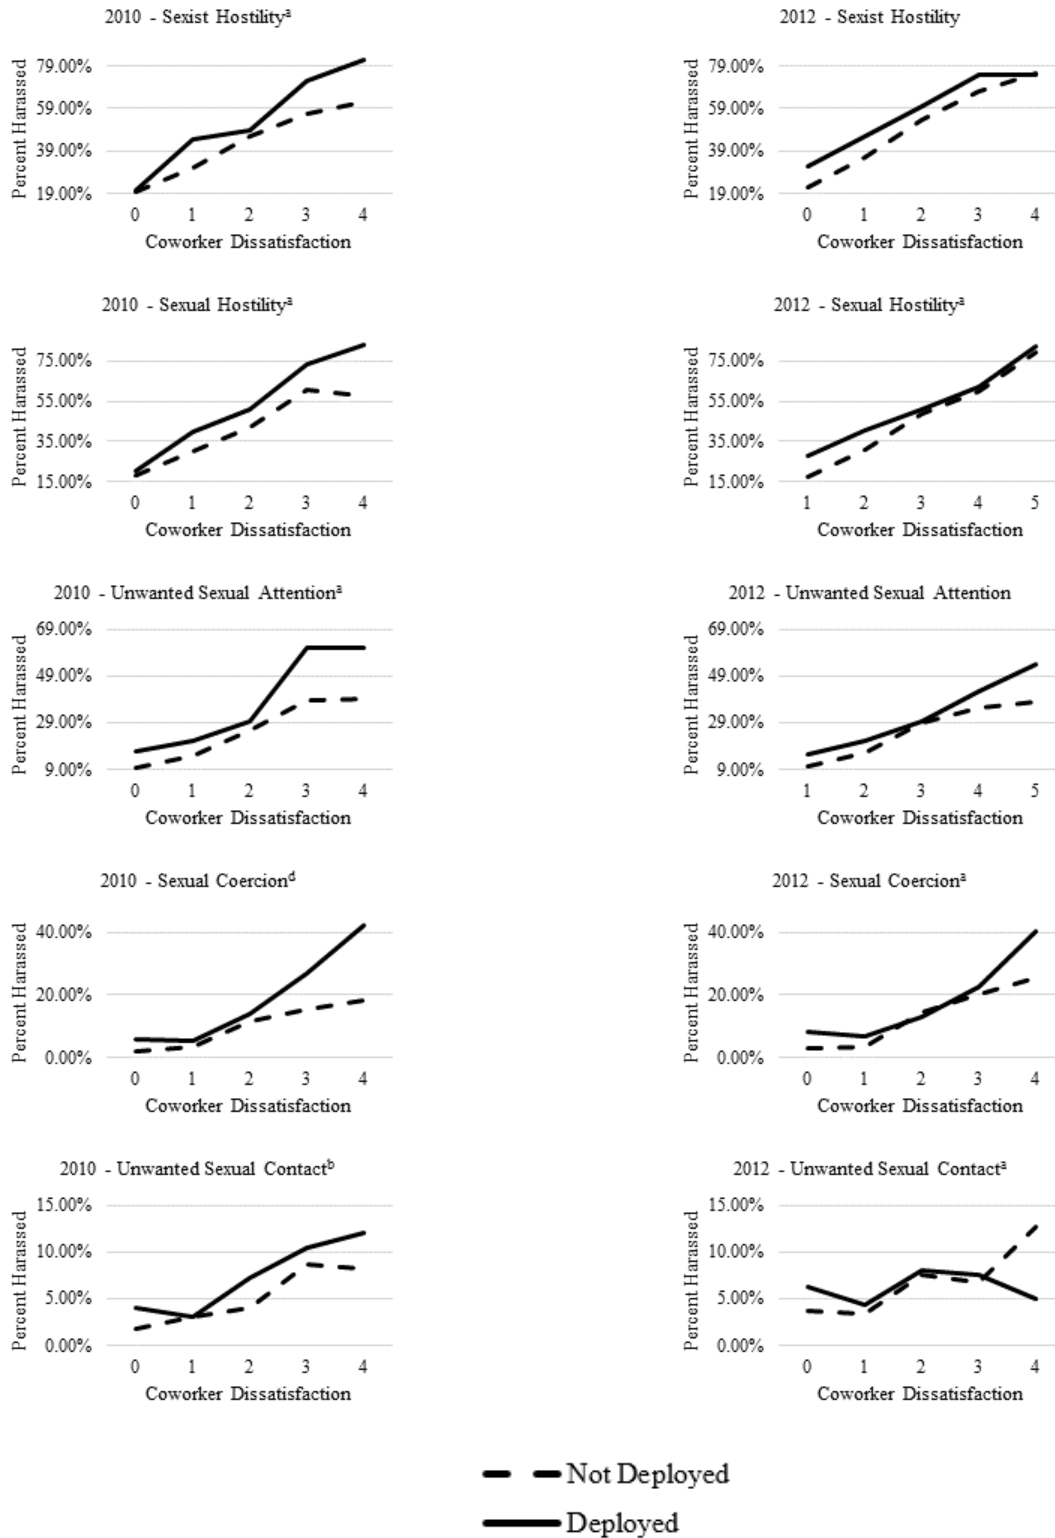 2010 - Sexist Hostilityᵃ
Percent Harassed
79.00%
59.00%
39.00%
19.00%
0 1 2 3 4
Coworker Dissatisfaction
2012 - Sexist Hostility
Percent Harassed
79.00%
59.00%
39.00%
19.00%
0 1 2 3 4
Coworker Dissatisfaction
2010 - Sexual Hostilityᵃ
Percent Harassed
75.00%
55.00%
35.00%
15.00%
0 1 2 3 4
Coworker Dissatisfaction
2012 - Sexual Hostilityᵃ
Percent Harassed
75.00%
55.00%
35.00%
15.00%
1 2 3 4 5
Coworker Dissatisfaction
2010 - Unwanted Sexual Attentionᵃ
Percent Harassed
69.00%
49.00%
29.00%
9.00%
0 1 2 3 4
Coworker Dissatisfaction
2012 - Unwanted Sexual Attention
Percent Harassed
69.00%
49.00%
29.00%
9.00%
1 2 3 4 5
Coworker Dissatisfaction
2010 - Sexual Coercionᵈ
Percent Harassed
40.00%
20.00%
0.00%
0 1 2 3 4
Coworker Dissatisfaction
2012 - Sexual Coercionᵃ
Percent Harassed
40.00%
20.00%
0.00%
0 1 2 3 4
Coworker Dissatisfaction
2010 - Unwanted Sexual Contactᵇ
Percent Harassed
15.00%
10.00%
5.00%
0.00%
0 1 2 3 4
Coworker Dissatisfaction
2012 - Unwanted Sexual Contactᵃ
Percent Harassed
15.00%
10.00%
5.00%
0.00%
0 1 2 3 4
Coworker Dissatisfaction
Not Deployed
Deployed